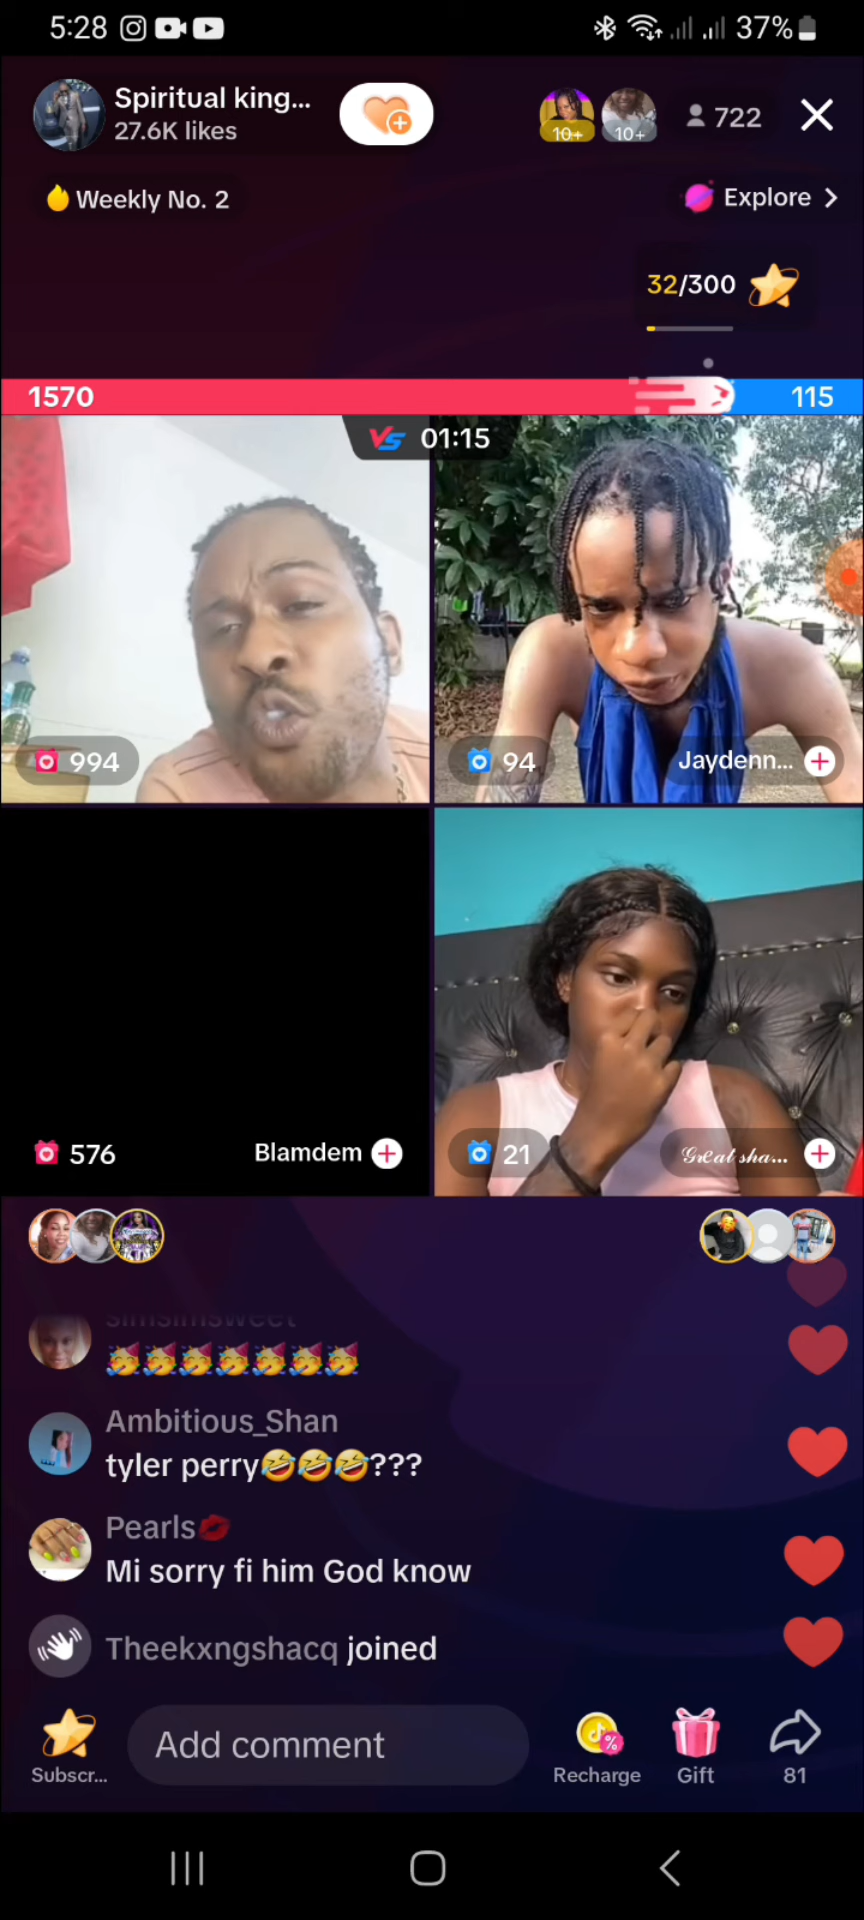 5:28
37%
Spiritual king...
27.6K likes
10+
10+
722
Weekly No. 2
Explore
32/300
1570
115
VS 01:15
994
94
Jaydenn...
576
Blamdem
21
𝒢𝓇𝑒𝒶𝓉 𝓈𝒽𝒶...
simsimsweet
Ambitious_Shan
tyler perry🤣🤣🤣???
Pearls💋
Mi sorry fi him God know
Theekxngshacq joined
Subscr...
Add comment
Recharge
Gift
81